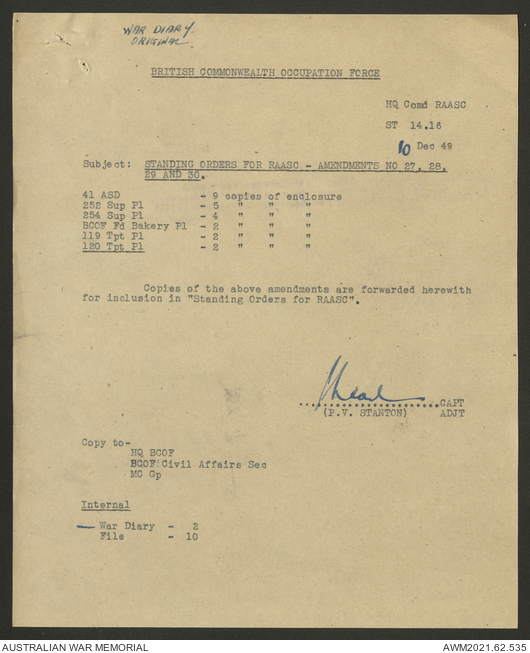 WAR DIARY.
ORIGINAL
BRITISH COMMONWEALTH OCCUPATION FORCE
HQ Comd RAASC
ST 14.16
10 Dec 49
Subject: STANDING ORDERS FOR RAASC - AMENDMENTS NO 27, 28,
29 AND 30.
41 ASD - 9 copies of enclosure
252 Sup Pl - 5 " " "
254 Sup Pl - 4 " " "
BCOF Fd Bakery Pl - 2 " " "
119 Tpt Pl - 2 " " "
120 Tpt Pl - 2 " " "
Copies of the above amendments are forwarded herewith
for inclusion in "Standing Orders for RAASC".
CAPT
(P.V. STANTON) ADJT
Copy to-
HQ BCOF
BCOF Civil Affairs Sec
MC Gp
Internal
War Diary - 2
File - 10
AUSTRALIAN WAR MEMORIAL AWM2021.62.535